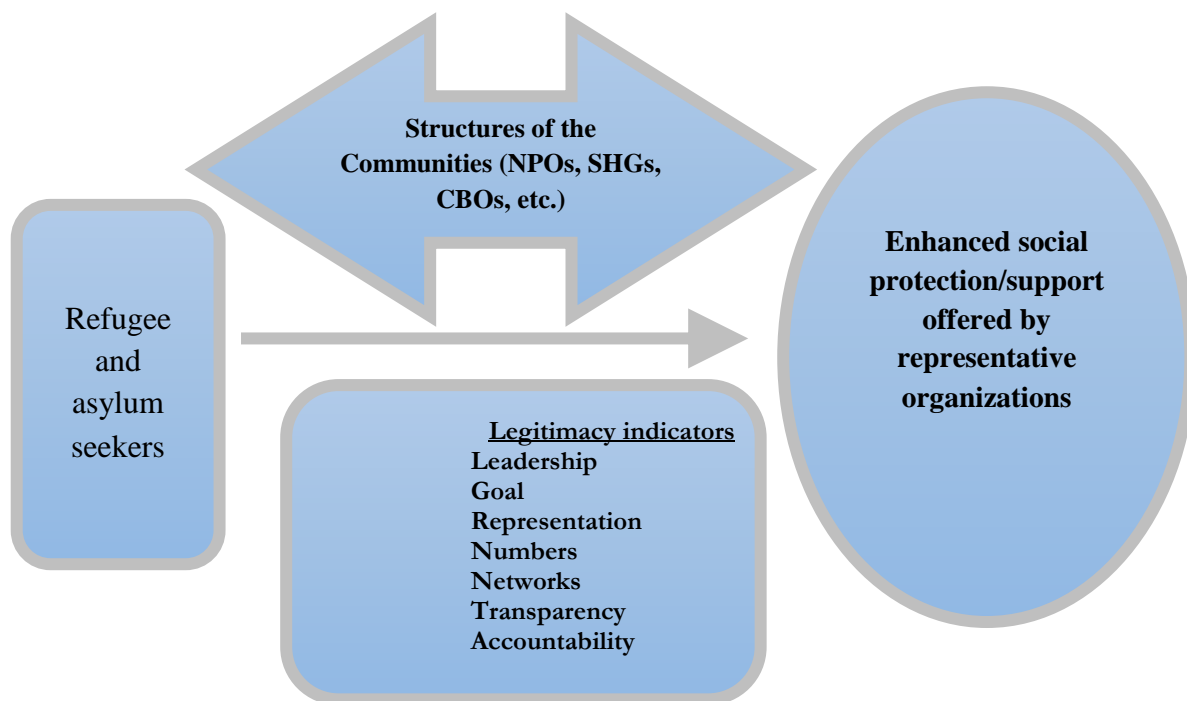 Structures of the
Communities (NPOs, SHGs,
CBOs, etc.)
Refugee
and
asylum
seekers
Enhanced social
protection/support
offered by
representative
organizations
Legitimacy indicators
Leadership
Goal
Representation
Numbers
Networks
Transparency
Accountability